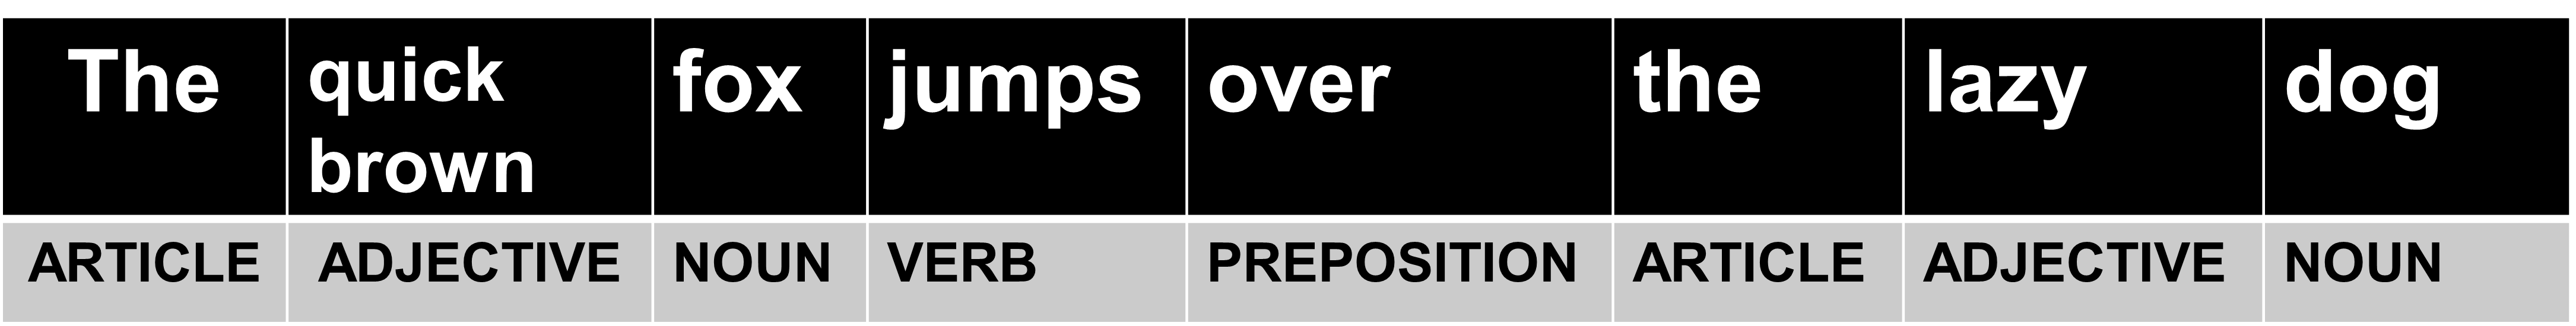 The quick brown fox jumps over the lazy dog
ARTICLE ADJECTIVE NOUN VERB PREPOSITION ARTICLE ADJECTIVE NOUN